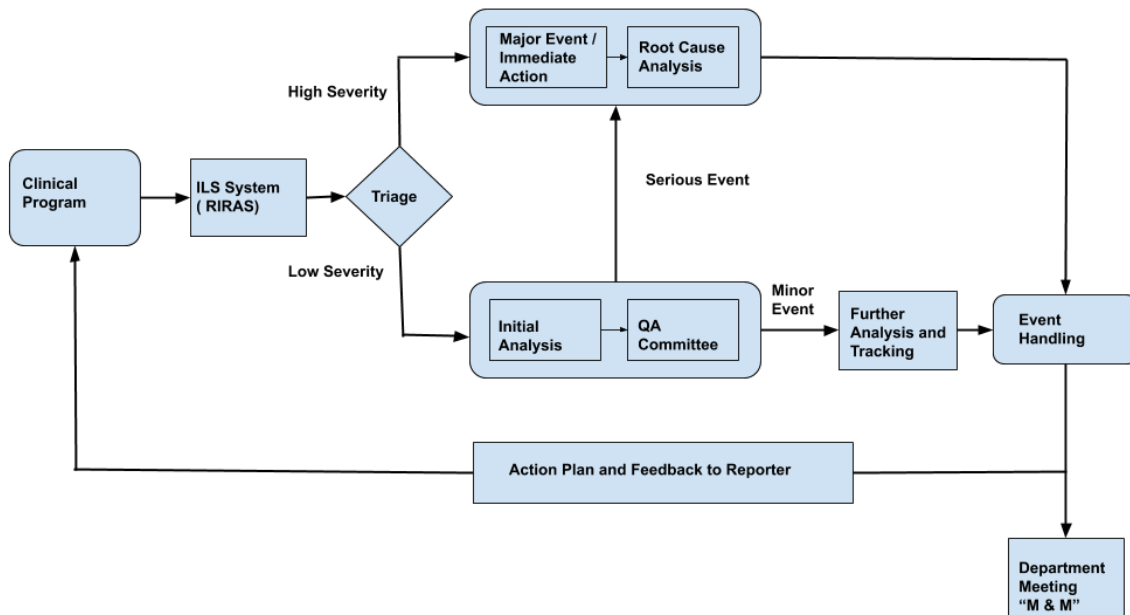 Major Event /
Immediate
Action
Root Cause
Analysis
High Severity
Clinical
Program
ILS System
( RIRAS)
Triage
Serious Event
Low Severity
Initial
Analysis
QA
Committee
Minor
Event
Further
Analysis and
Tracking
Event
Handling
Action Plan and Feedback to Reporter
Department
Meeting
“M & M”